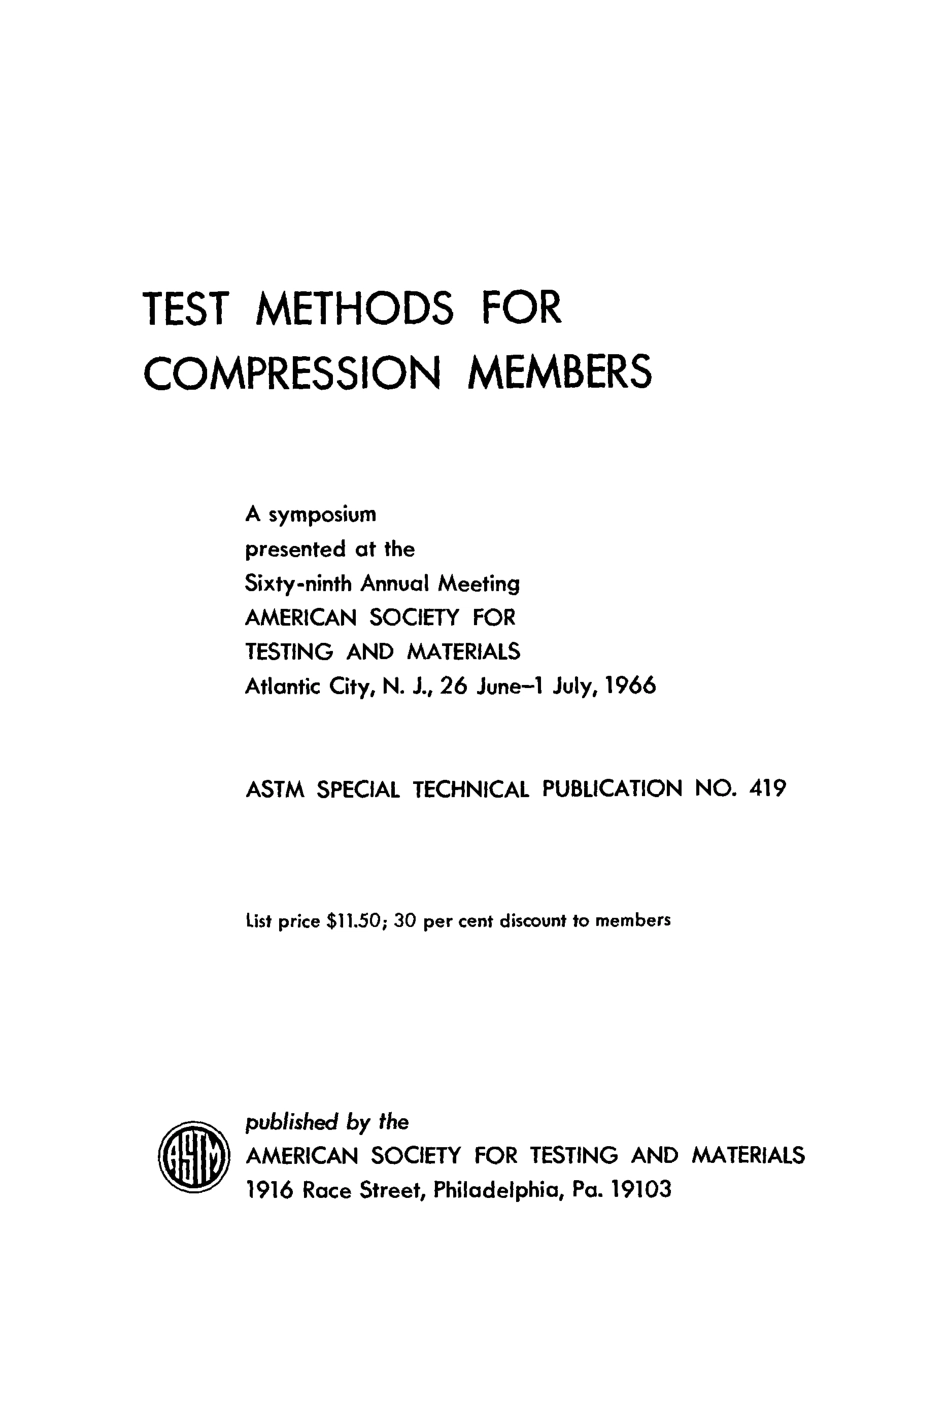 TEST METHODS FOR
COMPRESSION MEMBERS
A symposium
presented at the
Sixty-ninth Annual Meeting
AMERICAN SOCIETY FOR
TESTING AND MATERIALS
Atlantic City, N. J., 26 June–1 July, 1966
ASTM SPECIAL TECHNICAL PUBLICATION NO. 419
List price $11.50; 30 per cent discount to members
published by the
ASTM
AMERICAN SOCIETY FOR TESTING AND MATERIALS
1916 Race Street, Philadelphia, Pa. 19103